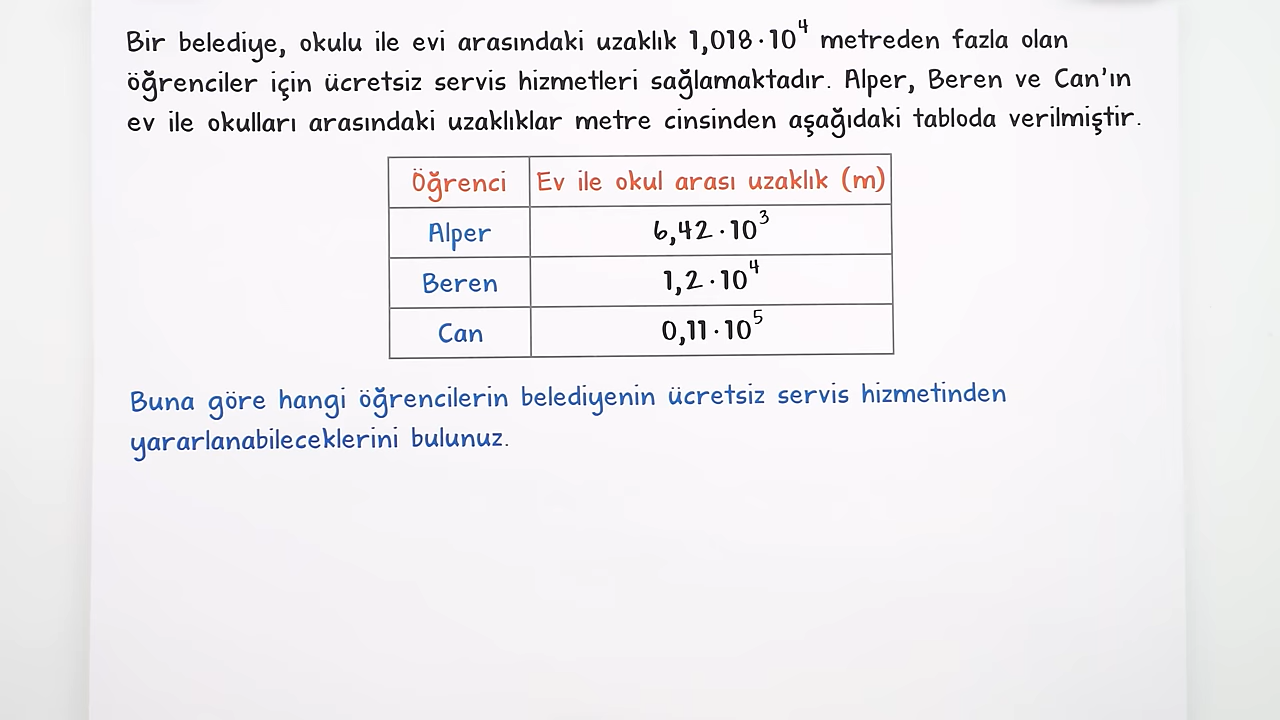 Bir belediye, okulu ile evi arasındaki uzaklık 1,018·10⁴ metreden fazla olan
öğrenciler için ücretsiz servis hizmetleri sağlamaktadır. Alper, Beren ve Can'ın
ev ile okulları arasındaki uzaklıklar metre cinsinden aşağıdaki tabloda verilmiştir.
Öğrenci Ev ile okul arası uzaklık (m)
Alper 6,42·10³
Beren 1,2·10⁴
Can 0,11·10⁵
Buna göre hangi öğrencilerin belediyenin ücretsiz servis hizmetinden
yararlanabileceklerini bulunuz.